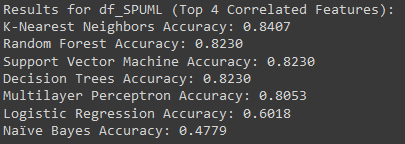 Results for df_SPUML (Top 4 Correlated Features):
K-Nearest Neighbors Accuracy: 0.8407
Random Forest Accuracy: 0.8230
Support Vector Machine Accuracy: 0.8230
Decision Trees Accuracy: 0.8230
Multilayer Perceptron Accuracy: 0.8053
Logistic Regression Accuracy: 0.6018
Naïve Bayes Accuracy: 0.4779